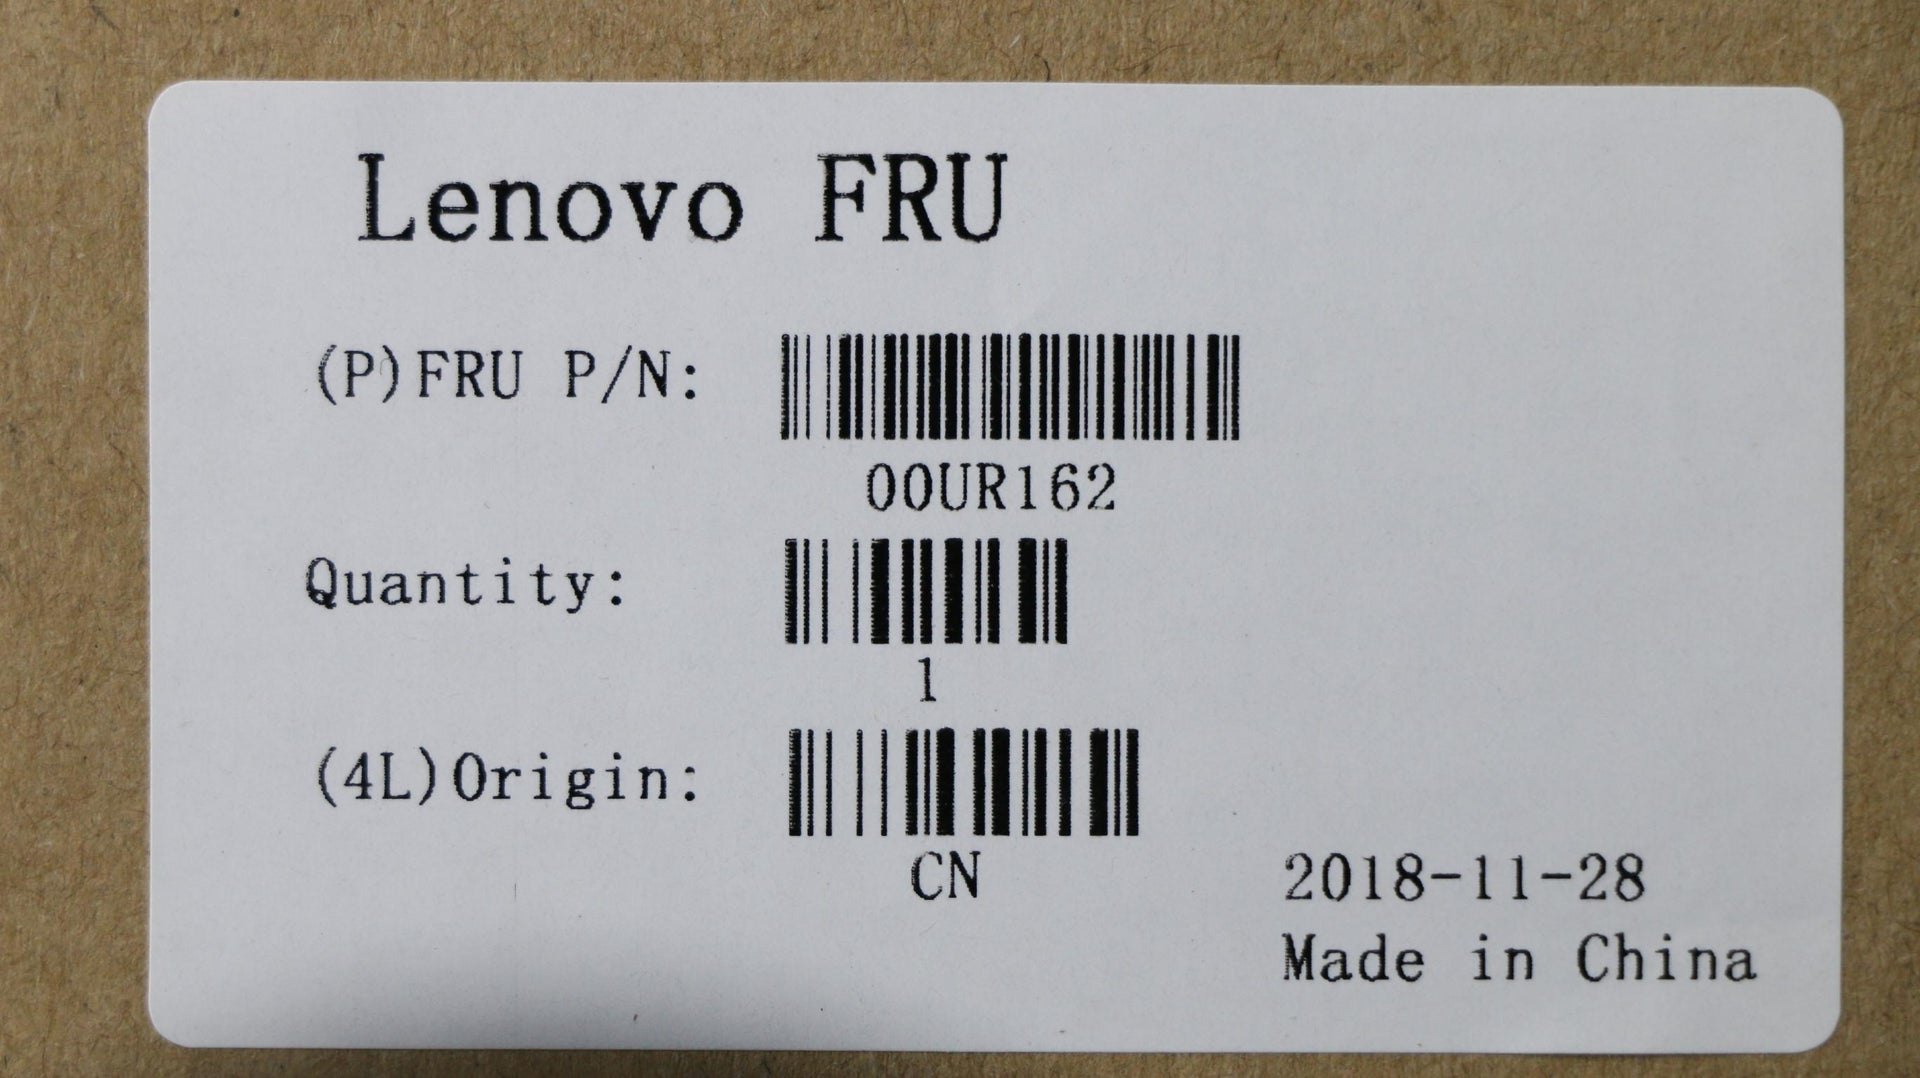 Lenovo FRU
(P)FRU P/N:
00UR162
Quantity:
1
(4L)Origin:
CN
2018-11-28
Made in China